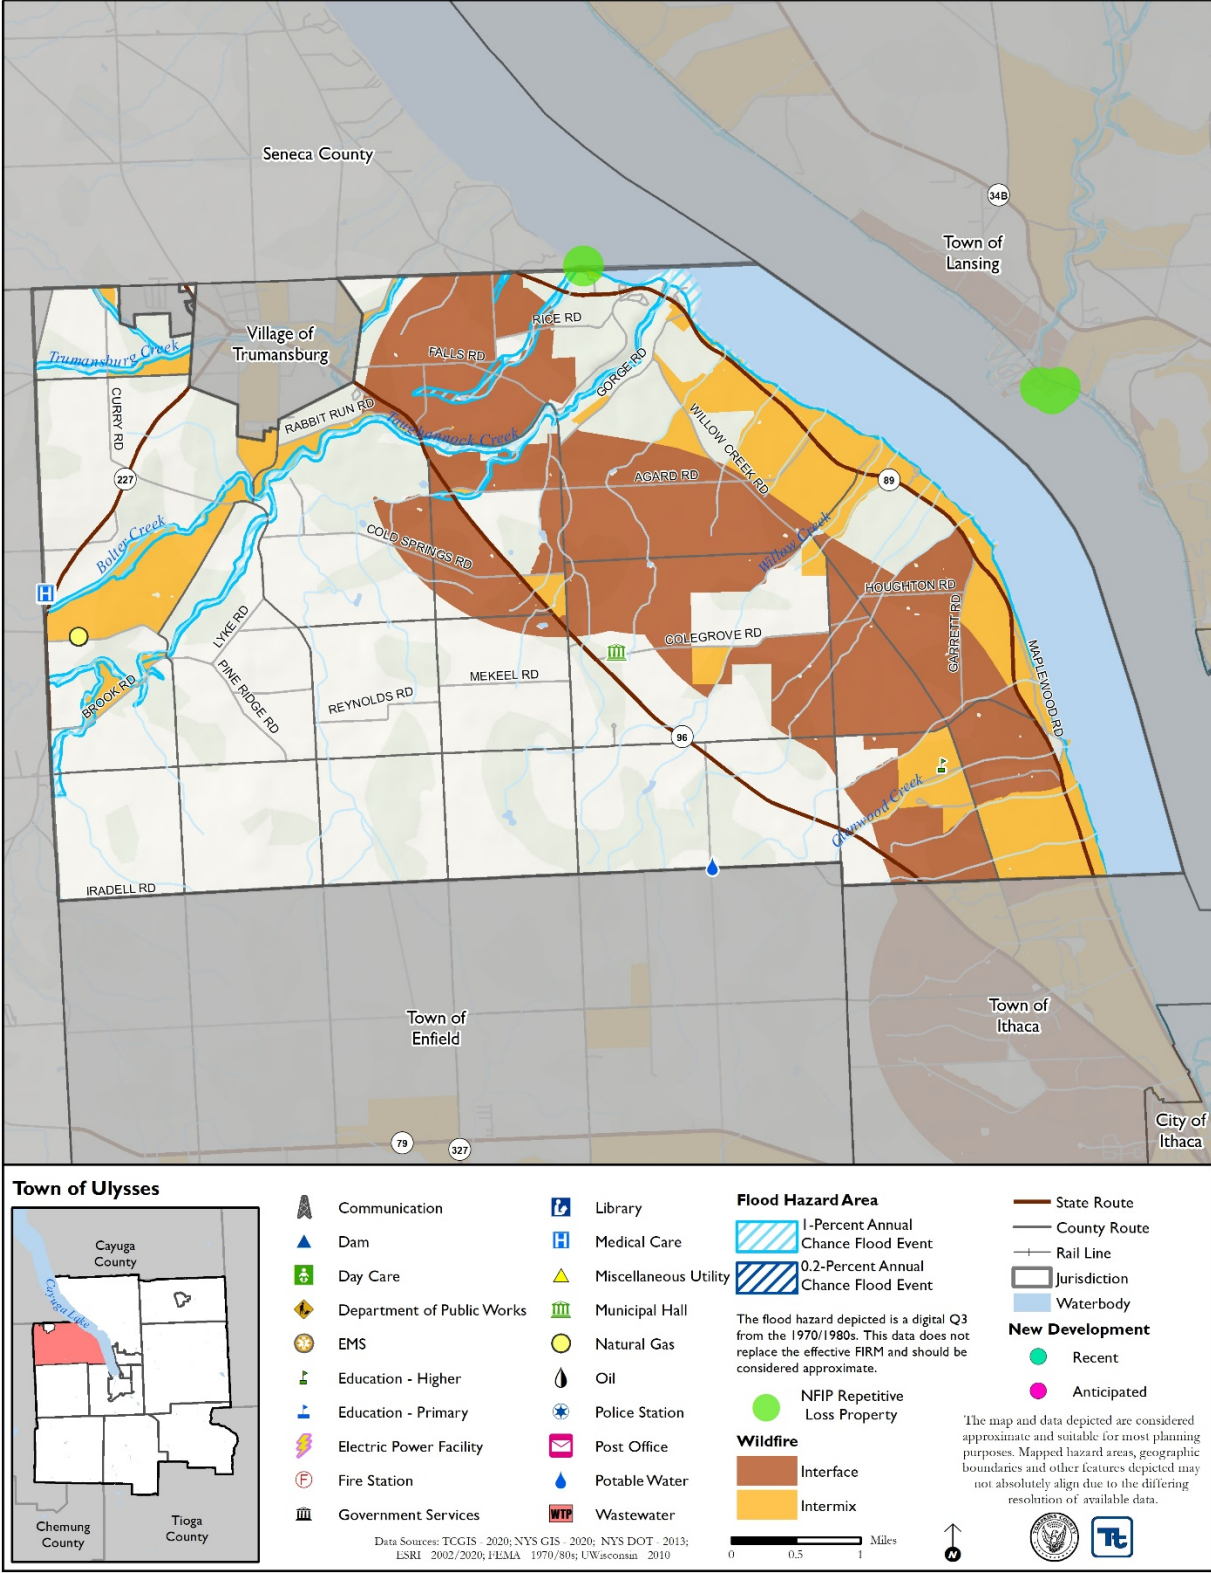 Seneca County
34B
Town of
Lansing
Village of
Trumansburg
Trumansburg Creek
RICE RD
FALLS RD
GORGE RD
CURRY RD
RABBIT RUN RD
Taughannock Creek
WILLOW CREEK RD
AGARD RD
227
89
Bolter Creek
COLD SPRINGS RD
Willow Creek
HOUGHTON RD
GARRETT RD
H
LYKE RD
COLEGROVE RD
MAPLEWOOD RD
PINE RIDGE RD
MEKEEL RD
BROOK RD
REYNOLDS RD
96
Glenwood Creek
IRADELL RD
Town of
Enfield
Town of
Ithaca
City of
Ithaca
79
327
Town of Ulysses
Cayuga
County
Cayuga Lake
Chemung
County
Tioga
County
Communication
Dam
Day Care
Department of Public Works
EMS
Education - Higher
Education - Primary
Electric Power Facility
F
Fire Station
Government Services
Library
H
Medical Care
Miscellaneous Utility
Municipal Hall
Natural Gas
Oil
Police Station
Post Office
Potable Water
WTP
Wastewater
Data Sources: TCGIS - 2020; NYS GIS - 2020; NYS DOT - 2013;
ESRI 2002/2020; FEMA 1970/80s; UWisconsin 2010
Flood Hazard Area
1-Percent Annual
Chance Flood Event
0.2-Percent Annual
Chance Flood Event
The flood hazard depicted is a digital Q3
from the 1970/1980s. This data does not
replace the effective FIRM and should be
considered approximate.
NFIP Repetitive
Loss Property
Wildfire
Interface
Intermix
Miles
0 0.5 1
N
State Route
County Route
Rail Line
Jurisdiction
Waterbody
New Development
Recent
Anticipated
The map and data depicted are considered
approximate and suitable for most planning
purposes. Mapped hazard areas, geographic
boundaries and other features depicted may
not absolutely align due to the differing
resolution of available data.
TOMPKINS COUNTY
Tt